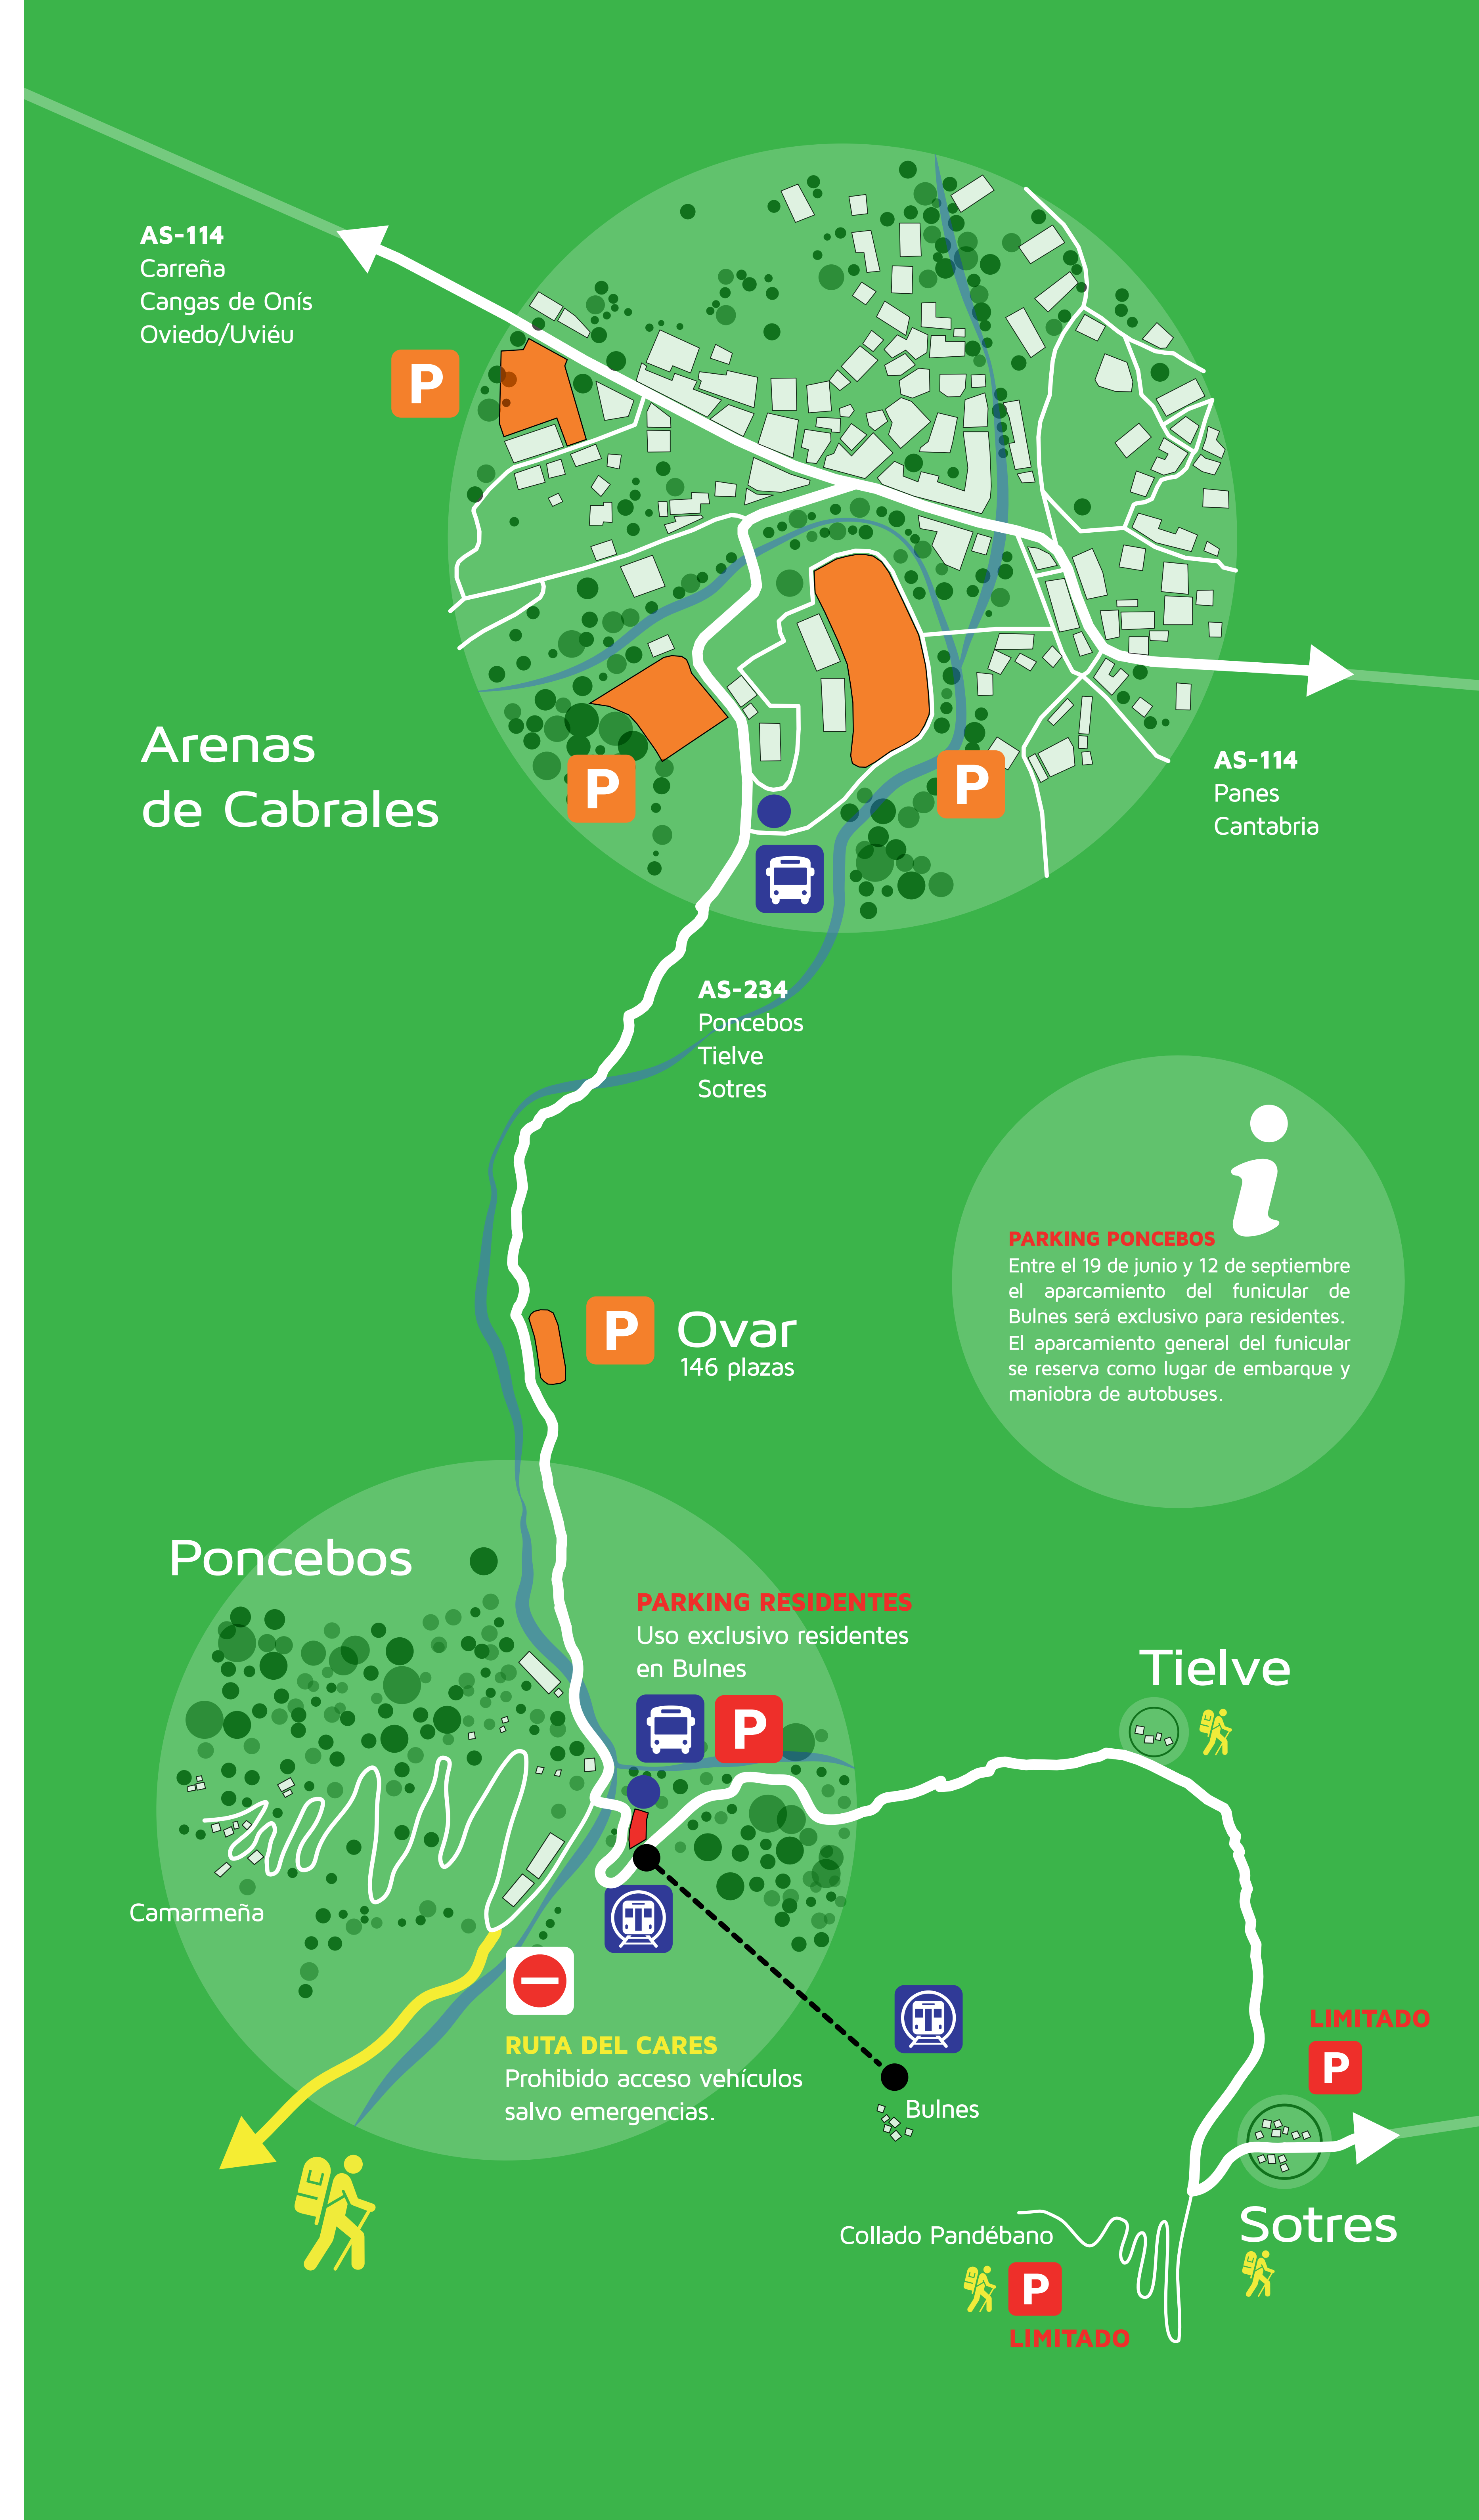 AS-114
Carreña
Cangas de Onís
Oviedo/Uviéu
P
Arenas
de Cabrales
P
P
AS-114
Panes
Cantabria
AS-234
Poncebos
Tielve
Sotres
i
PARKING PONCEBOS
Entre el 19 de junio y 12 de septiembre
el aparcamiento del funicular de
Bulnes será exclusivo para residentes.
El aparcamiento general del funicular
se reserva como lugar de embarque y
maniobra de autobuses.
P
Ovar
146 plazas
Poncebos
PARKING RESIDENTES
Uso exclusivo residentes
en Bulnes
P
Tielve
Camarmeña
RUTA DEL CARES
Prohibido acceso vehículos
salvo emergencias.
Bulnes
LIMITADO
P
Sotres
Collado Pandébano
P
LIMITADO